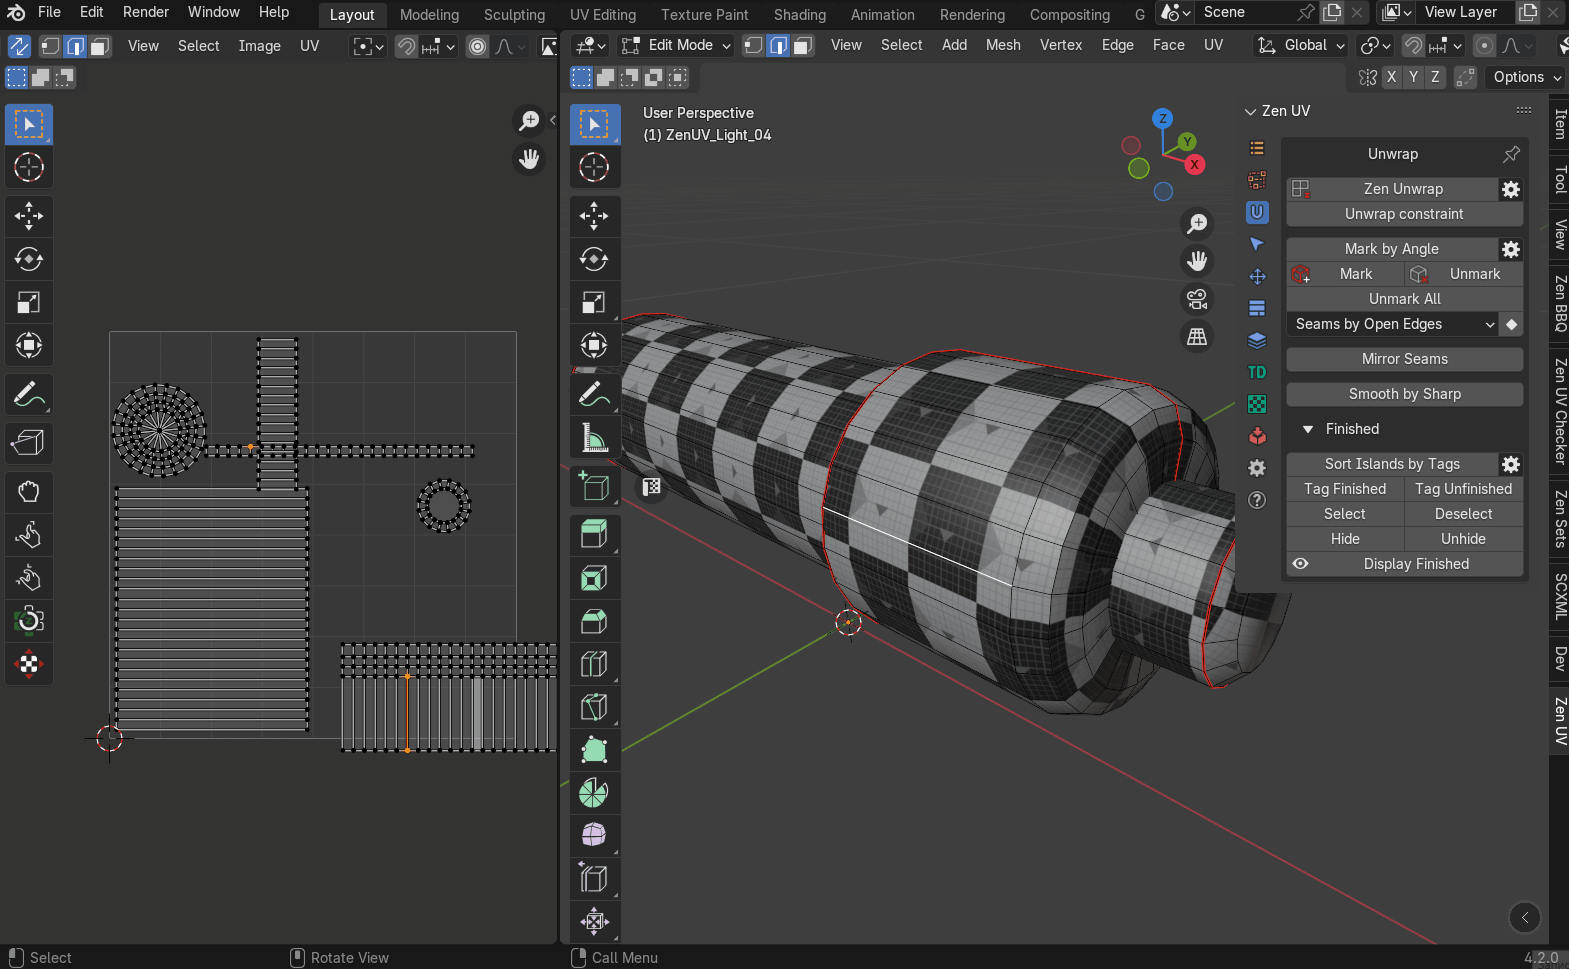 File Edit Render Window Help Layout Modeling Sculpting UV Editing Texture Paint Shading Animation Rendering Compositing G Scene View Layer
View Select Image UV
Edit Mode View Select Add Mesh Vertex Edge Face UV Global
X Y Z Options
User Perspective
(1) ZenUV_Light_04
Z
Y
X
Zen UV
Unwrap
Zen Unwrap
Unwrap constraint
Mark by Angle
Mark Unmark
Unmark All
Seams by Open Edges
Mirror Seams
TD
Smooth by Sharp
Finished
Sort Islands by Tags
Tag Finished Tag Unfinished
Select Deselect
Hide Unhide
Display Finished
Item
Tool
View
Zen BBQ
Zen UV Checker
Zen Sets
SCXML
Dev
Zen UV
Select Rotate View Call Menu 4.2.0